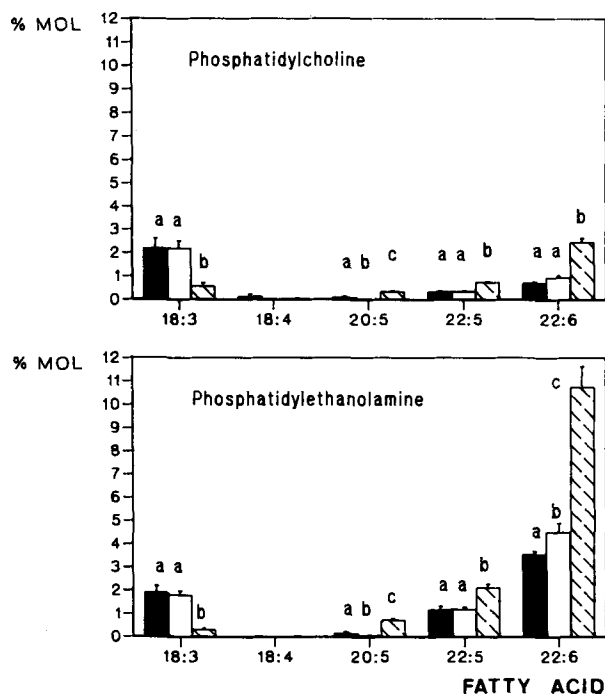 % MOL
12
11
10
9
8
7
6
5
4
3
2
1
0
Phosphatidylcholine
a a b
a b c
a a b
a a b
18:3 18:4 20:5 22:5 22:6
% MOL
12
11
10
9
8
7
6
5
4
3
2
1
0
Phosphatidylethanolamine
a a b
a b c
a a b
a b c
18:3 18:4 20:5 22:5 22:6
FATTY ACID